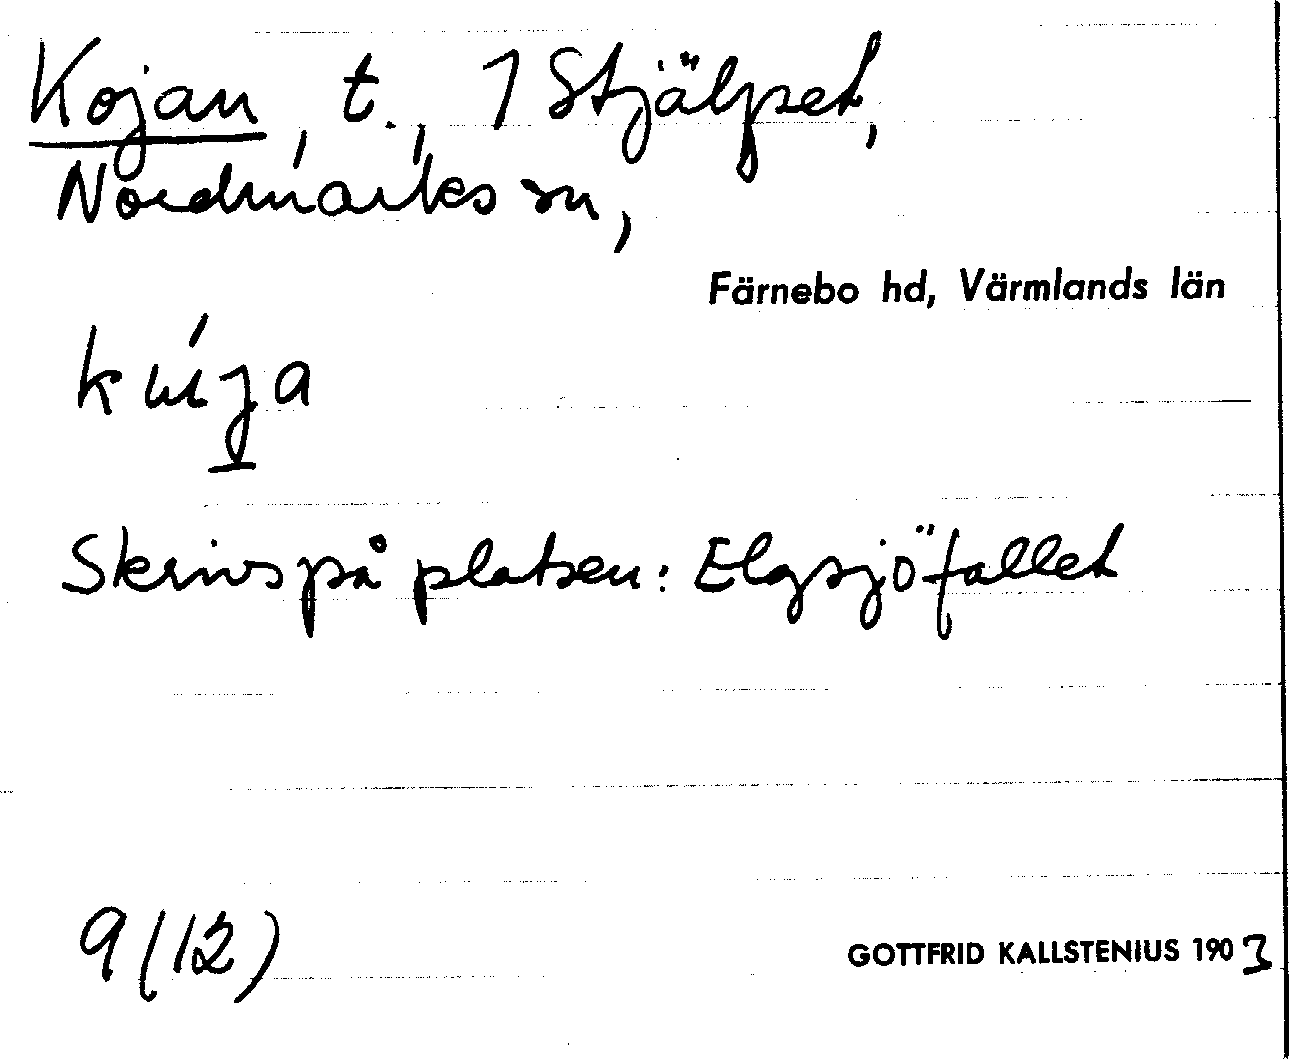 Kojan, t., 1 Stjälpet,
Nordmarks sn,
Färnebo hd, Värmlands län
kúja
Skrivs på platsen: Elgsjöfallet
9 (12)
GOTTFRID KALLSTENIUS 1903